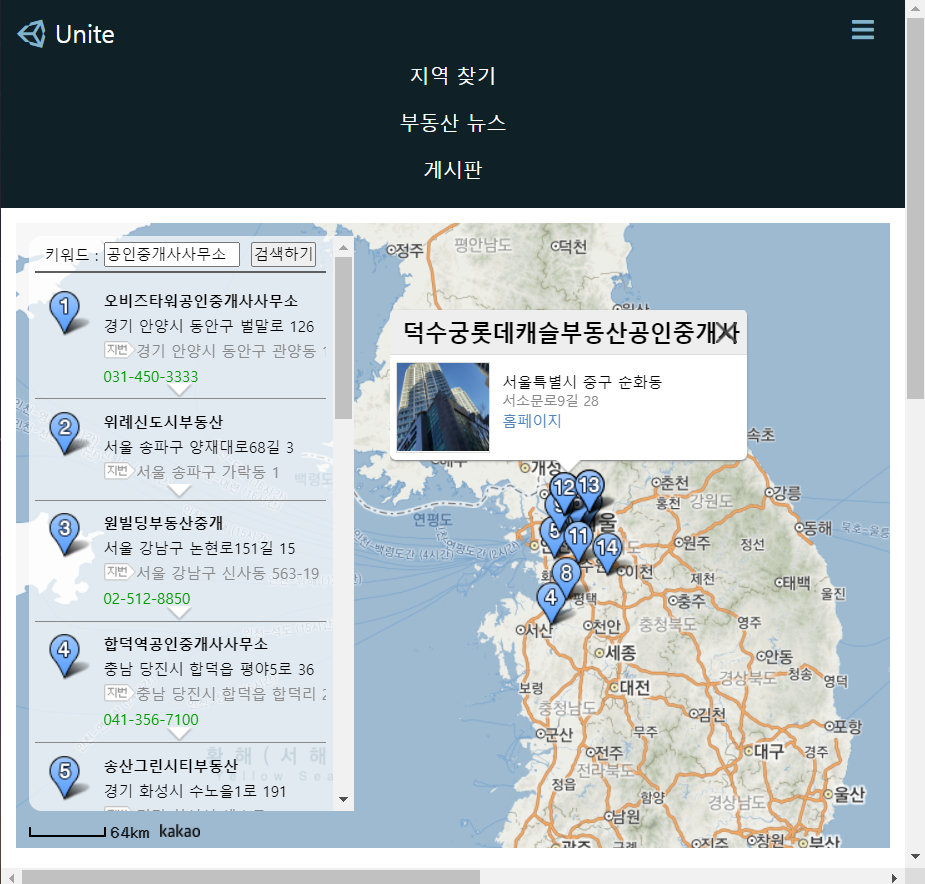 Unite
지역 찾기
부동산 뉴스
게시판
키워드 : 공인중개사사무소 검색하기
1
오비즈타워공인중개사사무소
경기 안양시 동안구 벌말로 126
지번 경기 안양시 동안구 관양동
031-450-3333
2
위례신도시부동산
서울 송파구 양재대로68길 3
지번 서울 송파구 가락동 1
3
원빌딩부동산중개
서울 강남구 논현로151길 15
지번 서울 강남구 신사동 563-19
02-512-8850
4
합덕역공인중개사사무소
충남 당진시 합덕읍 평야5로 36
지번 충남 당진시 합덕읍 합덕리
041-356-7100
5
송산그린시티부동산
경기 화성시 수노을1로 191
64km kakao
덕수궁롯데캐슬부동산공인중개사
서울특별시 중구 순화동
서소문로9길 28
홈페이지
정주
평안남도
덕천
개성
속초
연평도
12
13
5
11
14
8
4
춘천
홍천
강원도
강릉
동해
원주
정선
이천
제천
태백
울진
충주
평택
서산
천안
충청북도
영주
세종
안동
청송
영덕
보령
대전
경상북도
충청남도
김천
포항
군산
무주
전주
대구
경주
전라북도
정읍
함양
경상남도
울산
남원
황해 (서해
Yellow Sea
광주
구례
진주
창원
부산